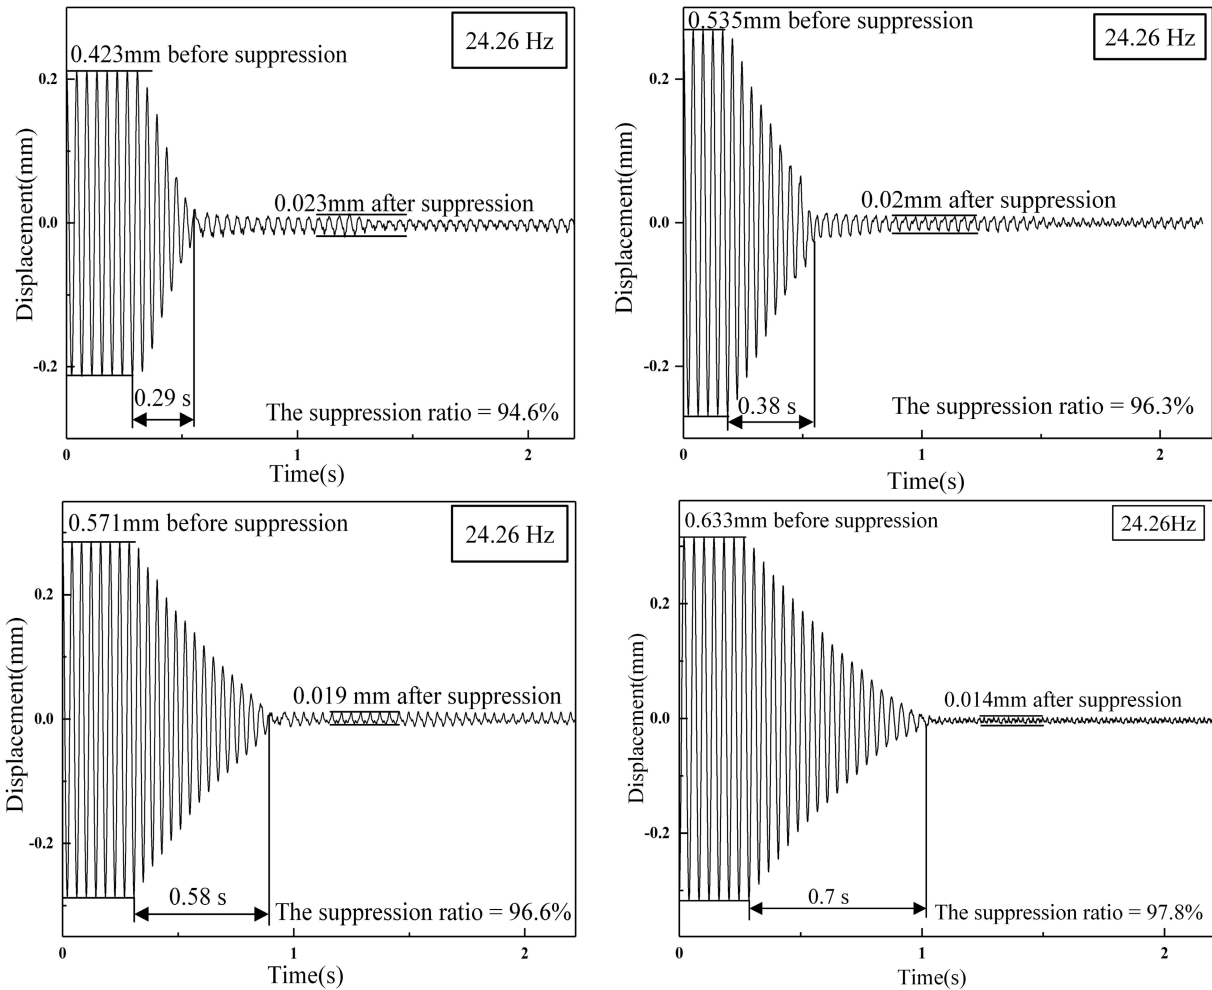 0.423mm before suppression
24.26 Hz
0.2
0.0
-0.2
Displacement(mm)
0.023mm after suppression
0.29 s
The suppression ratio = 94.6%
0
1
2
Time(s)
0.535mm before suppression
24.26 Hz
0.2
0.0
-0.2
Displacement(mm)
0.02mm after suppression
0.38 s
The suppression ratio = 96.3%
0
1
2
Time(s)
0.571mm before suppression
24.26 Hz
0.2
0.0
-0.2
Displacement(mm)
0.019 mm after suppression
0.58 s
The suppression ratio = 96.6%
0
1
2
Time(s)
0.633mm before suppression
24.26Hz
0.2
0.0
-0.2
Displacement(mm)
0.014mm after suppression
0.7 s
The suppression ratio = 97.8%
0
1
2
Time(s)